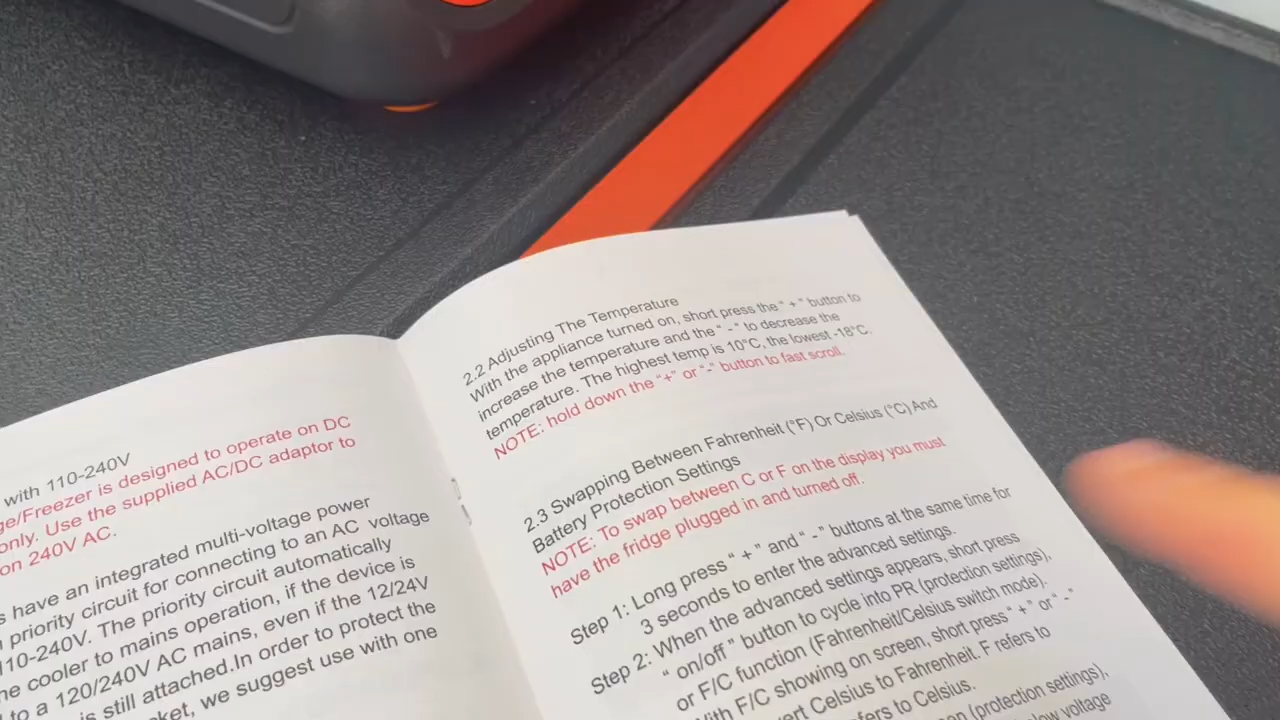 with 110-240V
ge/Freezer is designed to operate on DC
only. Use the supplied AC/DC adaptor to
on 240V AC.
s have an integrated multi-voltage power
priority circuit for connecting to an AC voltage
110-240V. The priority circuit automatically
he cooler to mains operation, if the device is
to a 120/240V AC mains, even if the 12/24V
is still attached.In order to protect the
ket, we suggest use with one
2.2 Adjusting The Temperature
With the appliance turned on, short press the " + " button to
increase the temperature and the " - " to decrease the
temperature. The highest temp is 10°C, the lowest -18°C.
NOTE: hold down the "+" or "-" button to fast scroll.
2.3 Swapping Between Fahrenheit (°F) Or Celsius (°C) And
Battery Protection Settings
NOTE: To swap between C or F on the display you must
have the fridge plugged in and turned off.
Step 1: Long press " + " and " - " buttons at the same time for
3 seconds to enter the advanced settings.
Step 2: When the advanced settings appears, short press
" on/off " button to cycle into PR (protection settings),
or F/C function (Fahrenheit/Celsius switch mode).
With F/C showing on screen, short press " + " or " - "
ert Celsius to Fahrenheit. F refers to
efers to Celsius.
(protection settings),
low voltage